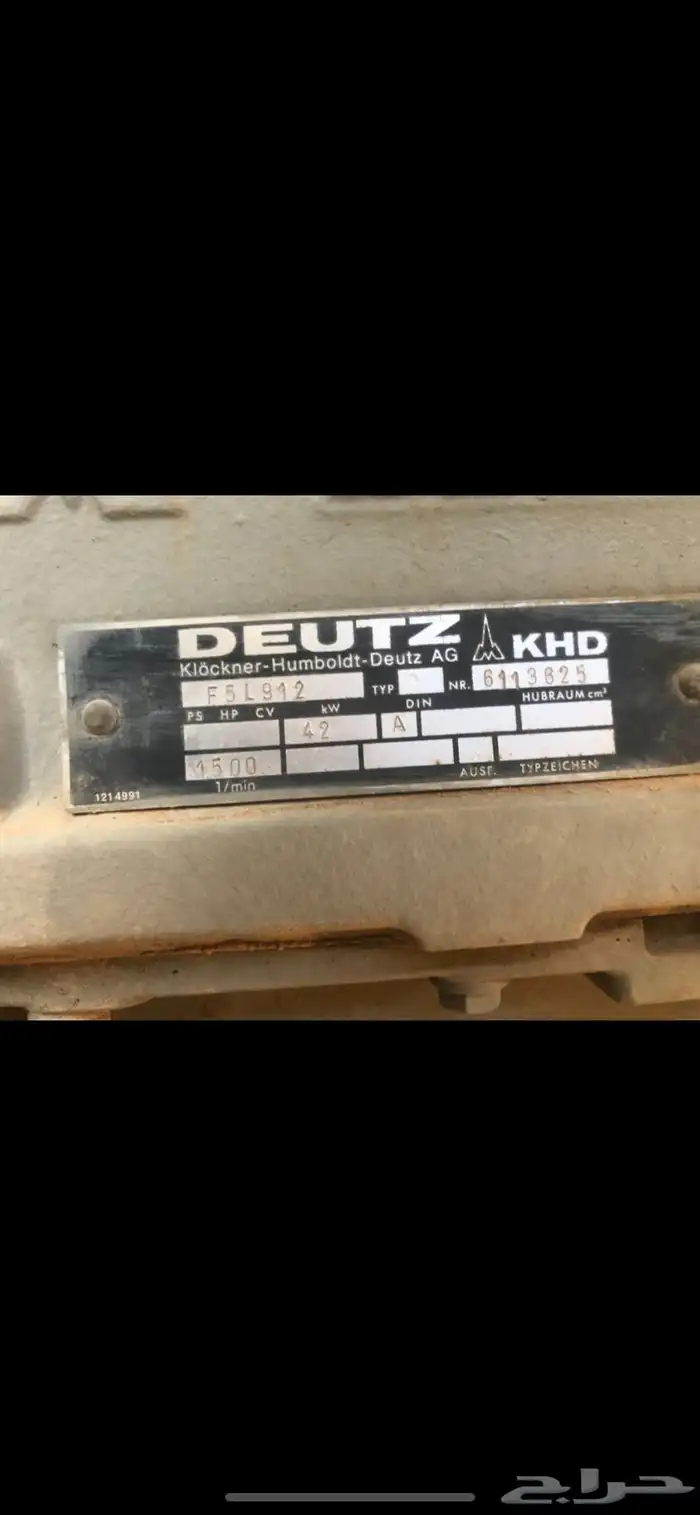 DEUTZ KHD
Klöckner-Humboldt-Deutz AG
F5L912 TYP NR. 6113625
PS HP CV kW DIN HUBRAUM cm³
42 A
1500
1/min AUSF. TYPZEICHEN
1214991
حراج